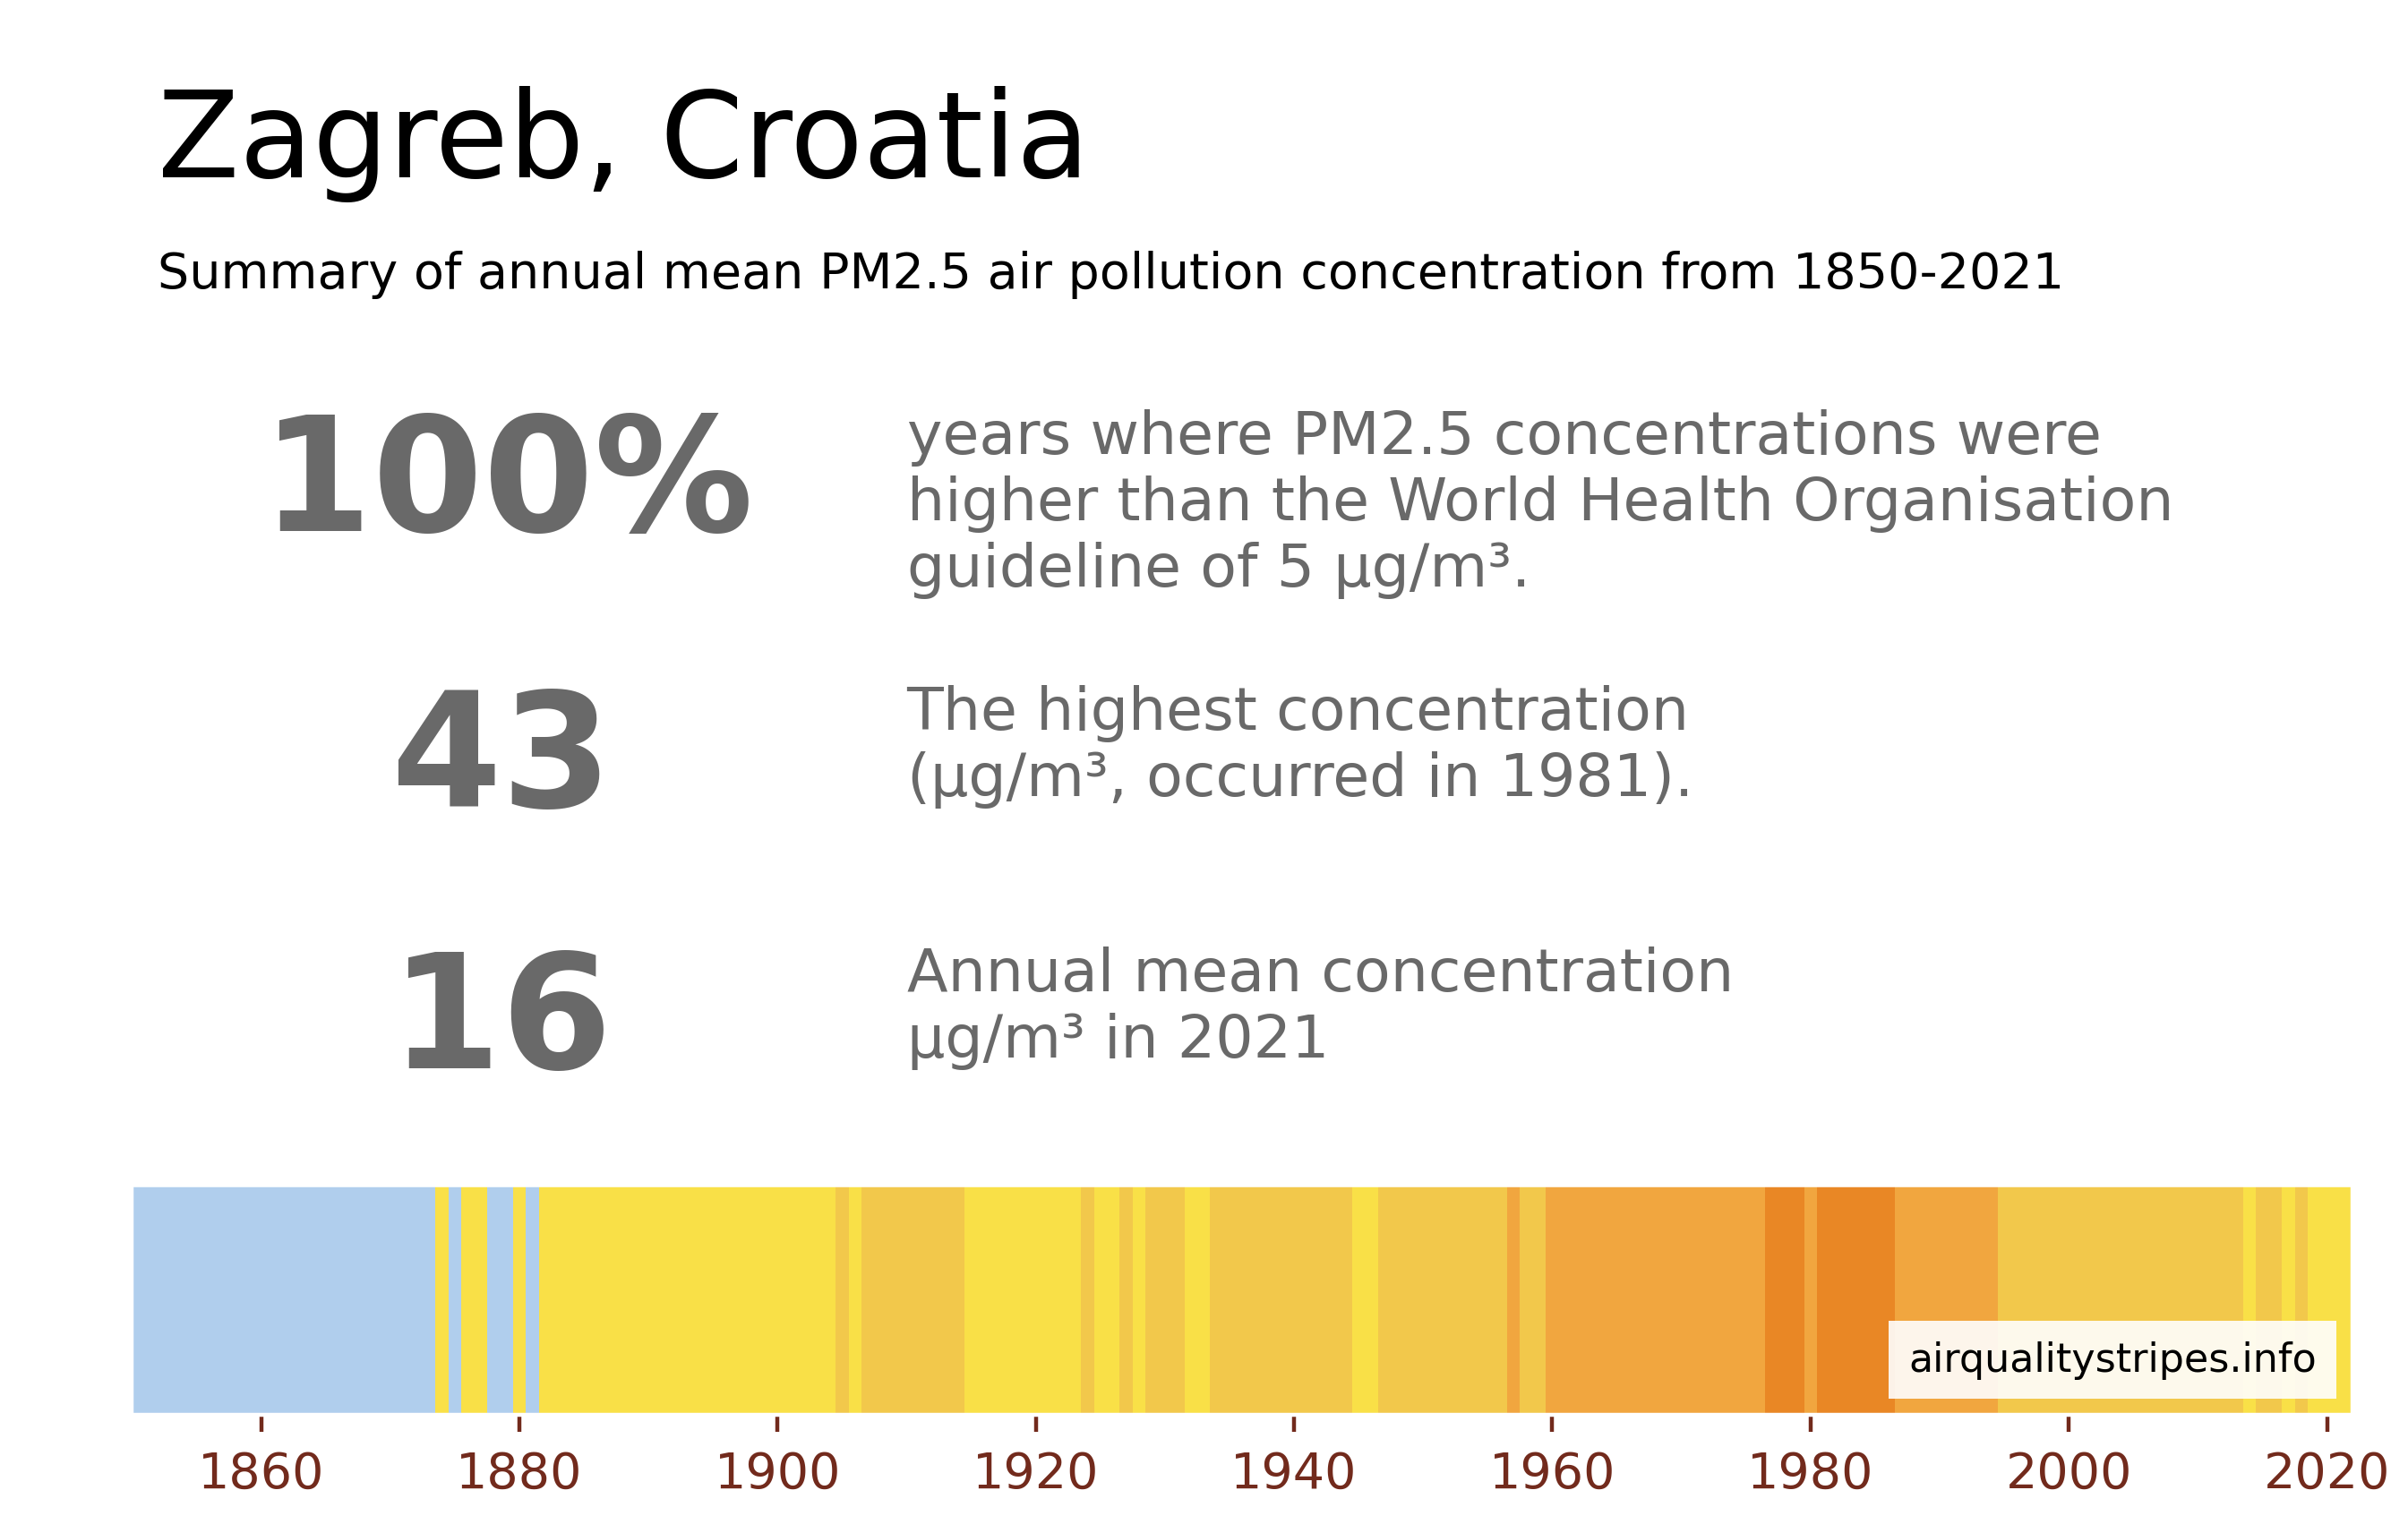 Zagreb, Croatia
Summary of annual mean PM2.5 air pollution concentration from 1850-2021
100%
years where PM2.5 concentrations were
higher than the World Health Organisation
guideline of 5 µg/m³.
43
The highest concentration
(µg/m³, occurred in 1981).
16
Annual mean concentration
µg/m³ in 2021
airqualitystripes.info
1860 1880 1900 1920 1940 1960 1980 2000 2020